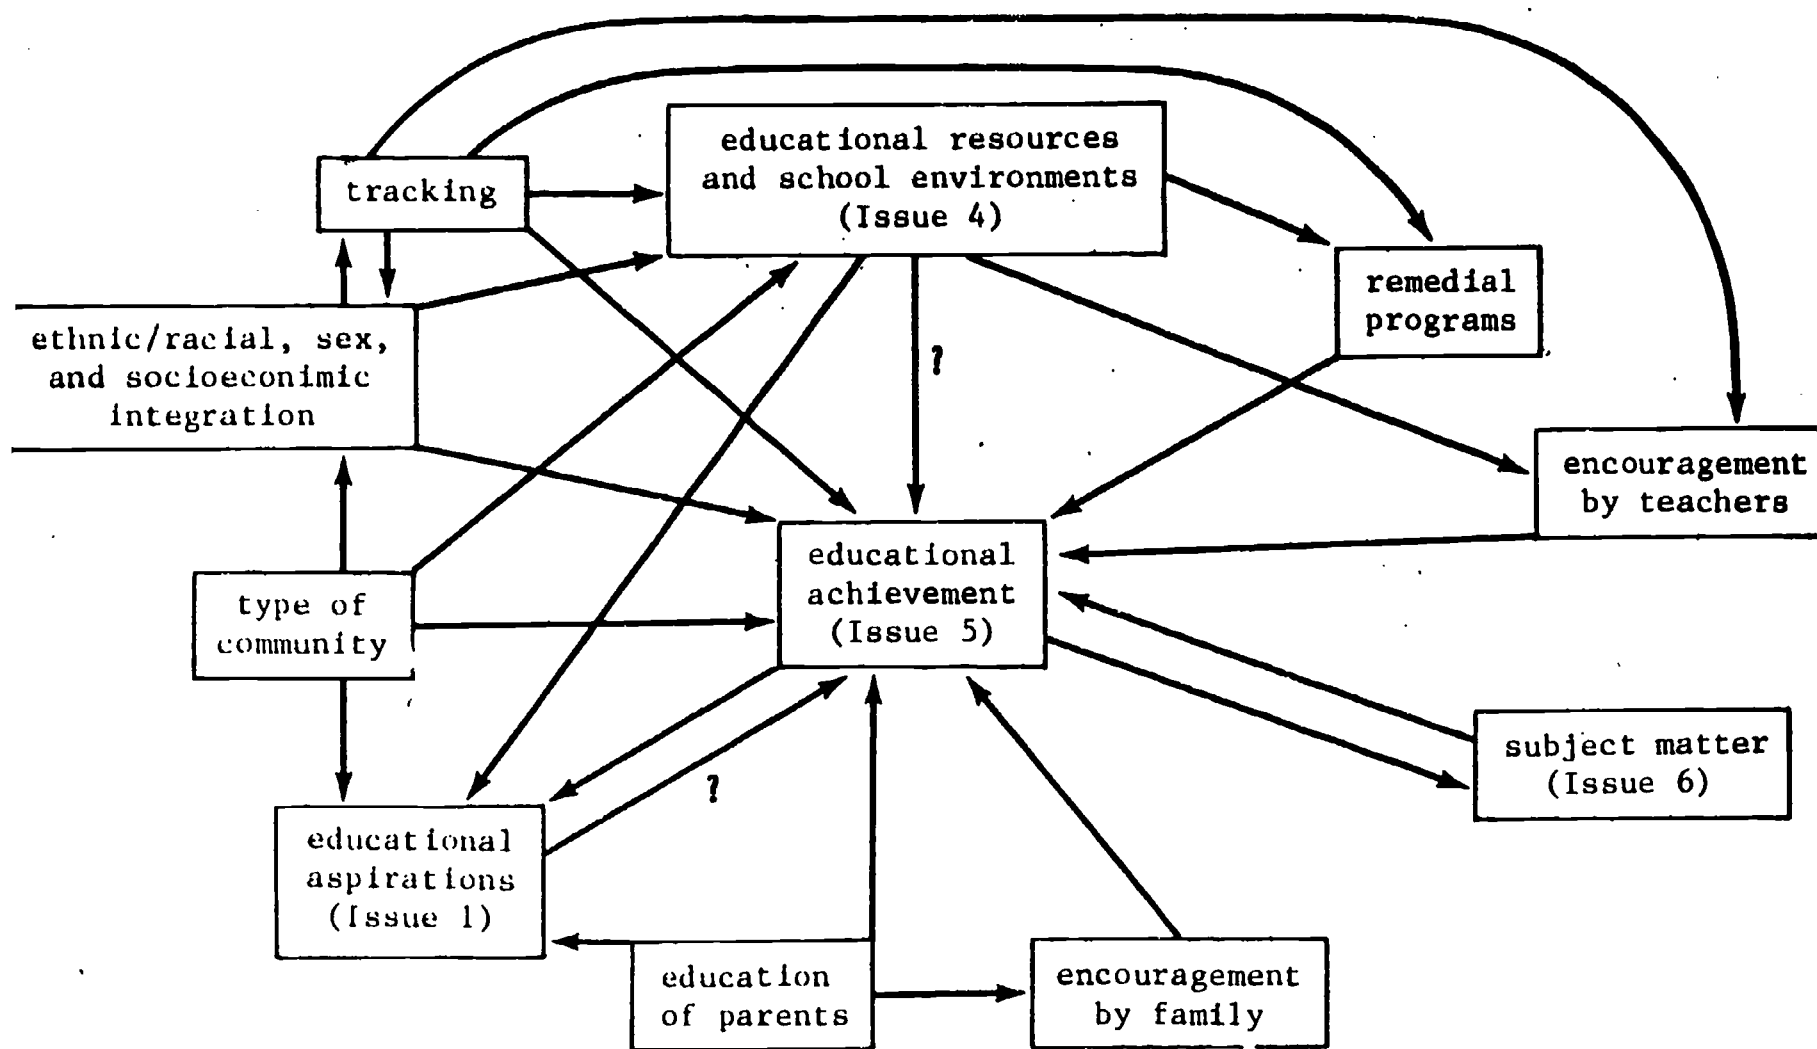 educational resources
and school environments
(Issue 4)
tracking
remedial
programs
ethnic/racial, sex,
and socioeconimic
integration
?
encouragement
by teachers
educational
achievement
(Issue 5)
type of
community
subject matter
(Issue 6)
?
educational
aspirations
(Issue 1)
education
of parents
encouragement
by family